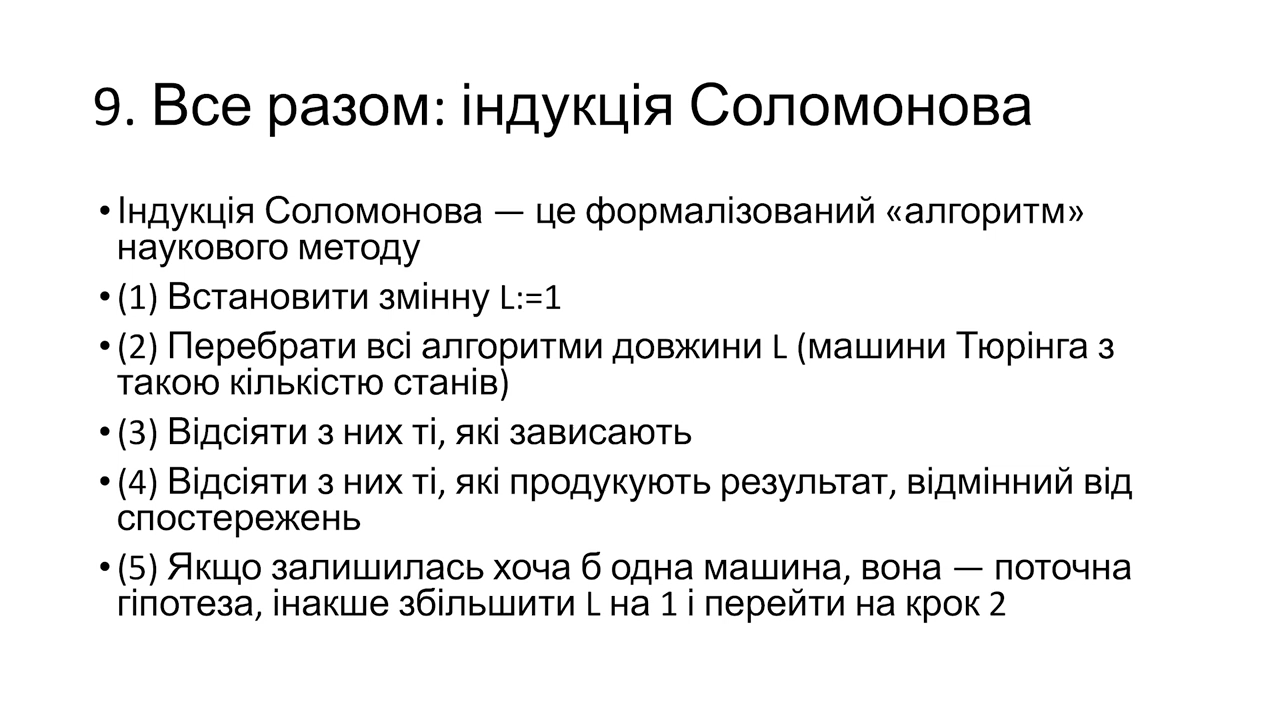 9. Все разом: індукція Соломонова
• Індукція Соломонова — це формалізований «алгоритм»
наукового методу
• (1) Встановити змінну L:=1
• (2) Перебрати всі алгоритми довжини L (машини Тюрінга з
такою кількістю станів)
• (3) Відсіяти з них ті, які зависають
• (4) Відсіяти з них ті, які продукують результат, відмінний від
спостережень
• (5) Якщо залишилась хоча б одна машина, вона — поточна
гіпотеза, інакше збільшити L на 1 і перейти на крок 2